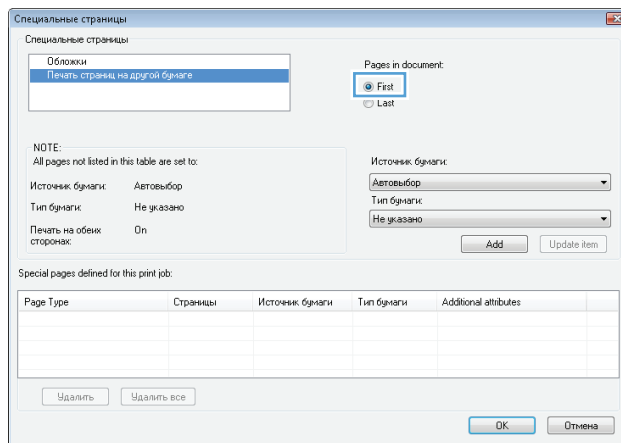 Специальные страницы
Специальные страницы
Обложки
Печать страниц на другой бумаге
Pages in document:
First
Last
NOTE:
All pages not listed in this table are set to:
Источник бумаги: Автовыбор
Тип бумаги: Не указано
Печать на обеих сторонах: On
Источник бумаги:
Автовыбор
Тип бумаги:
Не указано
Add Update item
Special pages defined for this print job:
Page Type Страницы Источник бумаги Тип бумаги Additional attributes
Удалить Удалить все
OK Отмена